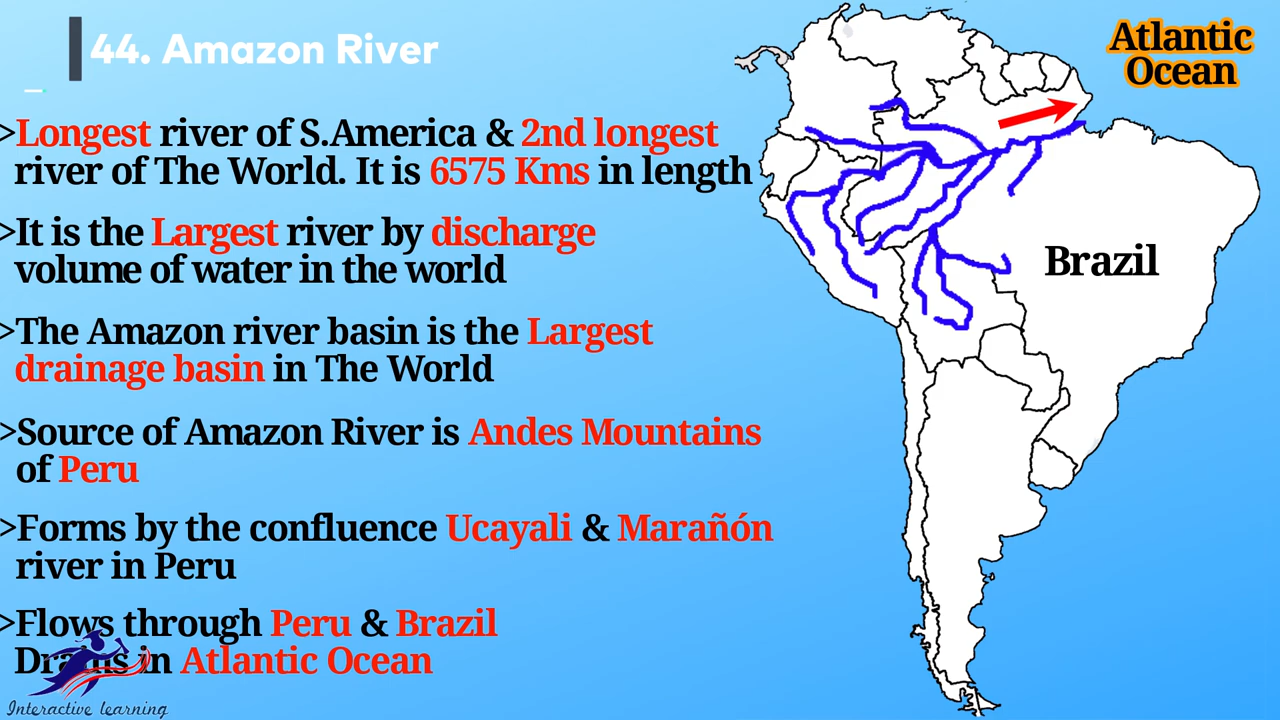 44. Amazon River
>Longest river of S.America & 2nd longest
river of The World. It is 6575 Kms in length
>It is the Largest river by discharge
volume of water in the world
>The Amazon river basin is the Largest
drainage basin in The World
>Source of Amazon River is Andes Mountains
of Peru
>Forms by the confluence Ucayali & Marañón
river in Peru
>Flows through Peru & Brazil
Drains in Atlantic Ocean
Interactive learning
Atlantic
Ocean
Brazil